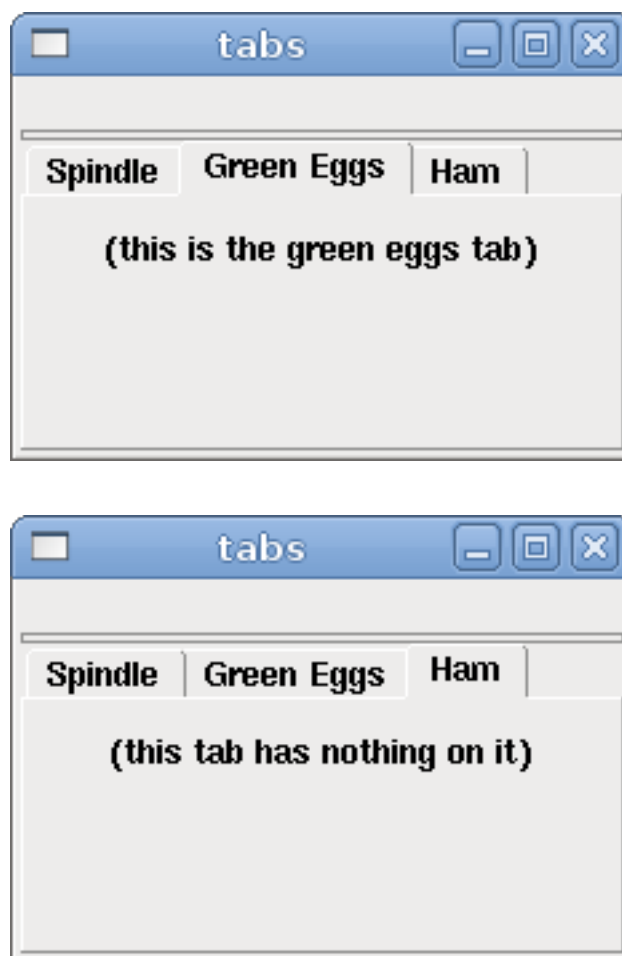 tabs
Spindle Green Eggs Ham
(this is the green eggs tab)
tabs
Spindle Green Eggs Ham
(this tab has nothing on it)